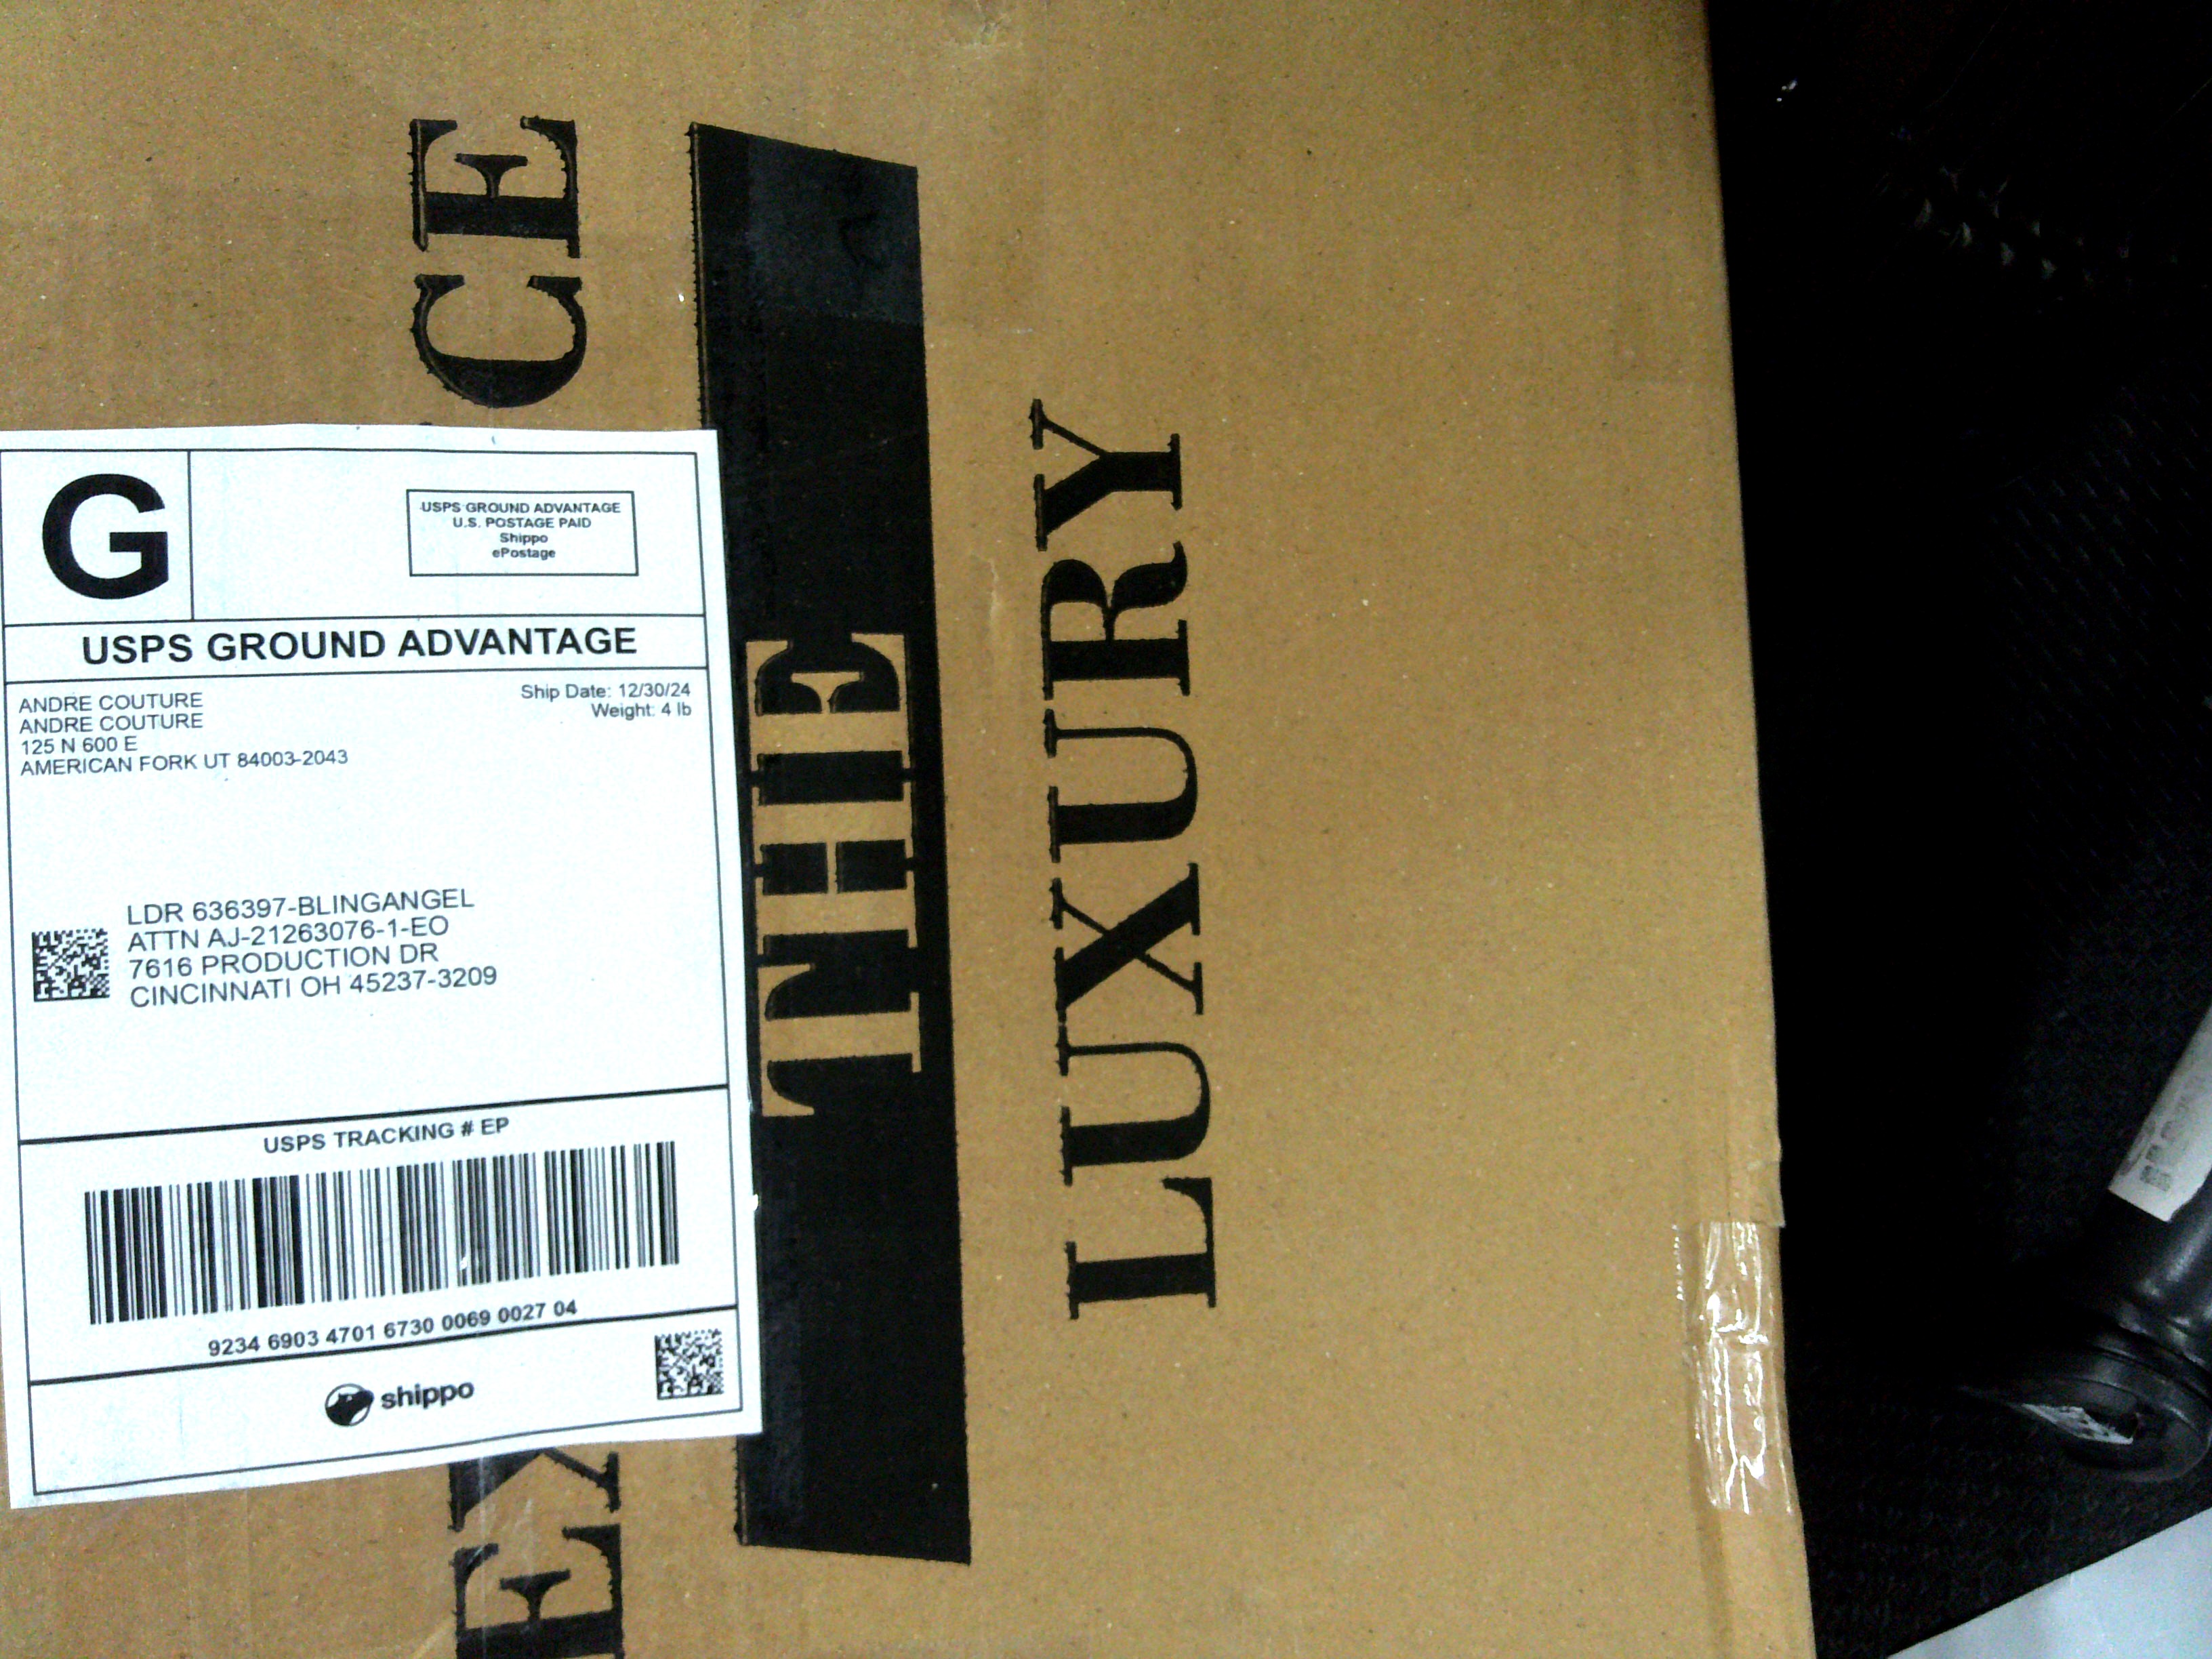 G
USPS GROUND ADVANTAGE
U.S. POSTAGE PAID
Shippo
ePostage
USPS GROUND ADVANTAGE
ANDRE COUTURE
ANDRE COUTURE
125 N 600 E
AMERICAN FORK UT 84003-2043
Ship Date: 12/30/24
Weight: 4 lb
LDR 636397-BLINGANGEL
ATTN AJ-21263076-1-EO
7616 PRODUCTION DR
CINCINNATI OH 45237-3209
USPS TRACKING # EP
9234 6903 4701 6730 0069 0027 04
shippo
THE
LUXURY